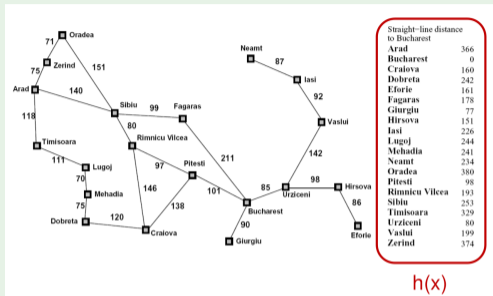 Oradea
71
Neamt
Zerind
87
151
75
Iasi
Arad
140
92
Sibiu
99
Fagaras
118
Vaslui
80
Rimnicu Vilcea
Timisoara
142
111
211
Pitesti
Lugoj
97
70
98
Hirsova
85
146
101
Urziceni
Mehadia
86
75
138
Bucharest
120
90
Dobreta
Craiova
Eforie
Giurgiu
Straight-line distance
to Bucharest
Arad 366
Bucharest 0
Craiova 160
Dobreta 242
Eforie 161
Fagaras 178
Giurgiu 77
Hirsova 151
Iasi 226
Lugoj 244
Mehadia 241
Neamt 234
Oradea 380
Pitesti 98
Rimnicu Vilcea 193
Sibiu 253
Timisoara 329
Urziceni 80
Vaslui 199
Zerind 374
h(x)